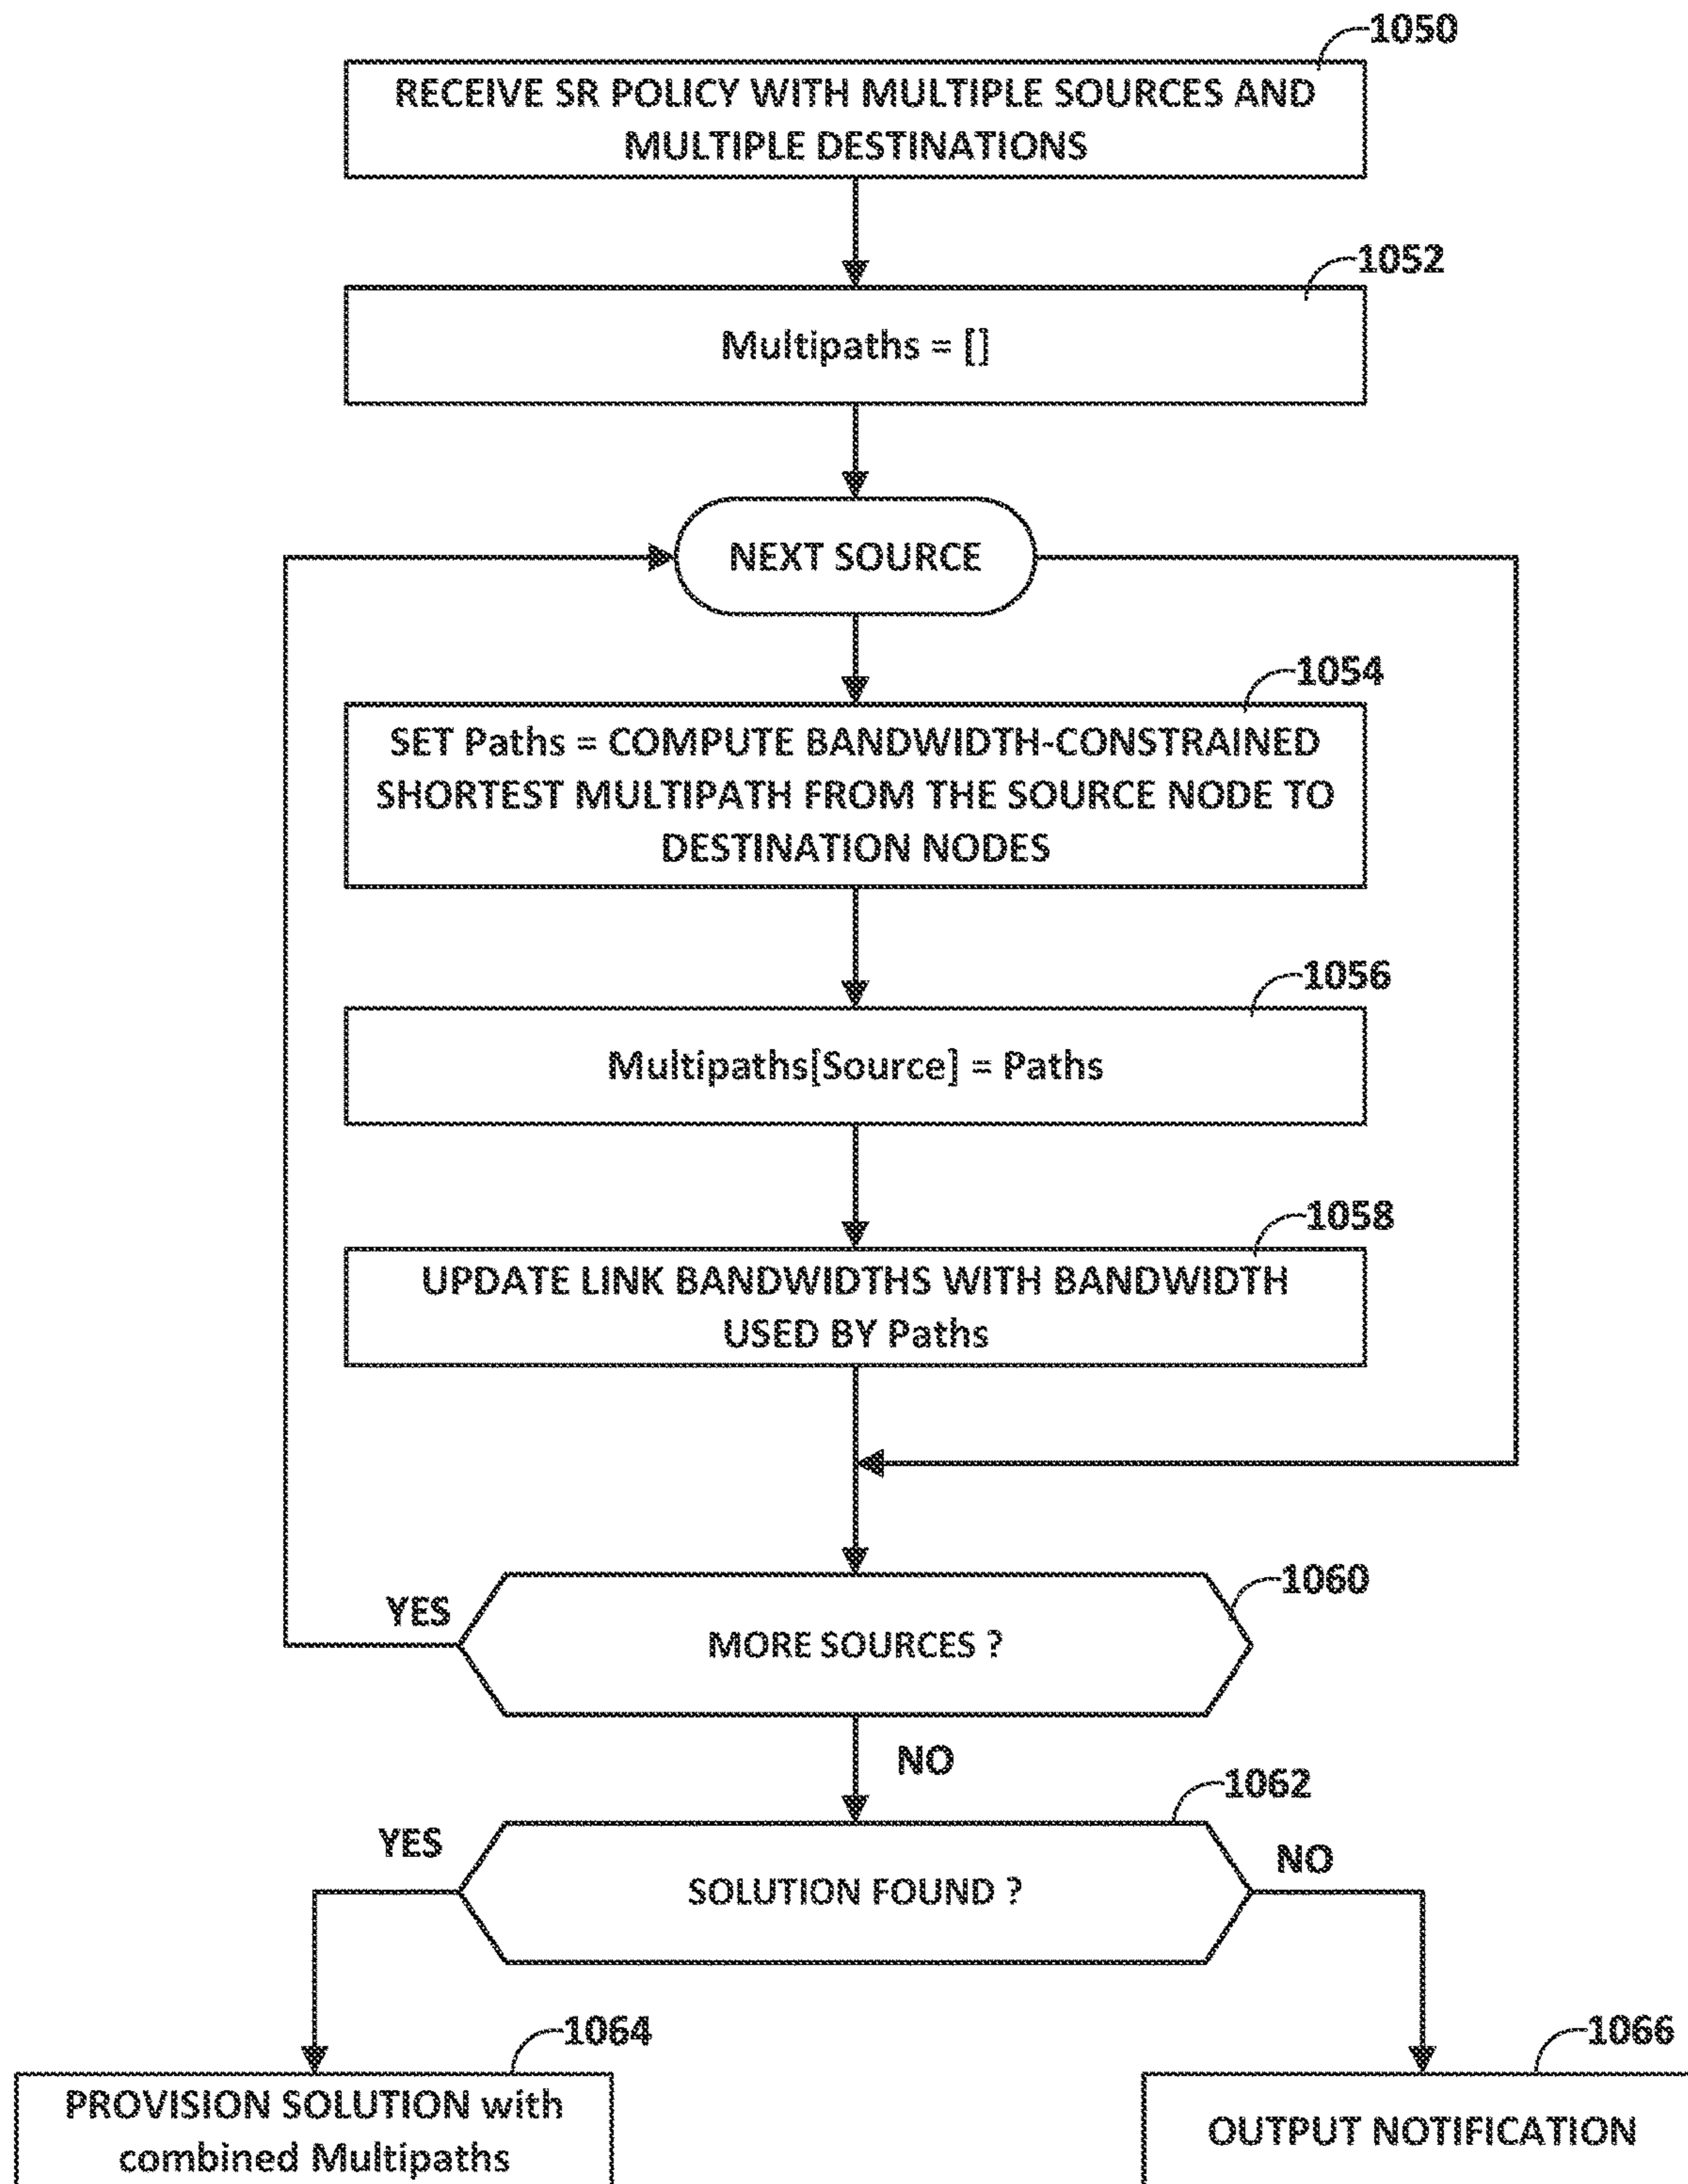 1050
RECEIVE SR POLICY WITH MULTIPLE SOURCES AND
MULTIPLE DESTINATIONS
1052
Multipaths = []
NEXT SOURCE
1054
SET Paths = COMPUTE BANDWIDTH-CONSTRAINED
SHORTEST MULTIPATH FROM THE SOURCE NODE TO
DESTINATION NODES
1056
Multipaths[Source] = Paths
1058
UPDATE LINK BANDWIDTHS WITH BANDWIDTH
USED BY Paths
1060
YES
MORE SOURCES ?
NO
1062
YES
NO
SOLUTION FOUND ?
1064
1066
PROVISION SOLUTION with
combined Multipaths
OUTPUT NOTIFICATION